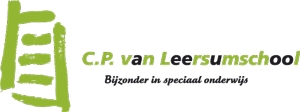 C.P. van Leersumschool
Bijzonder in speciaal onderwijs